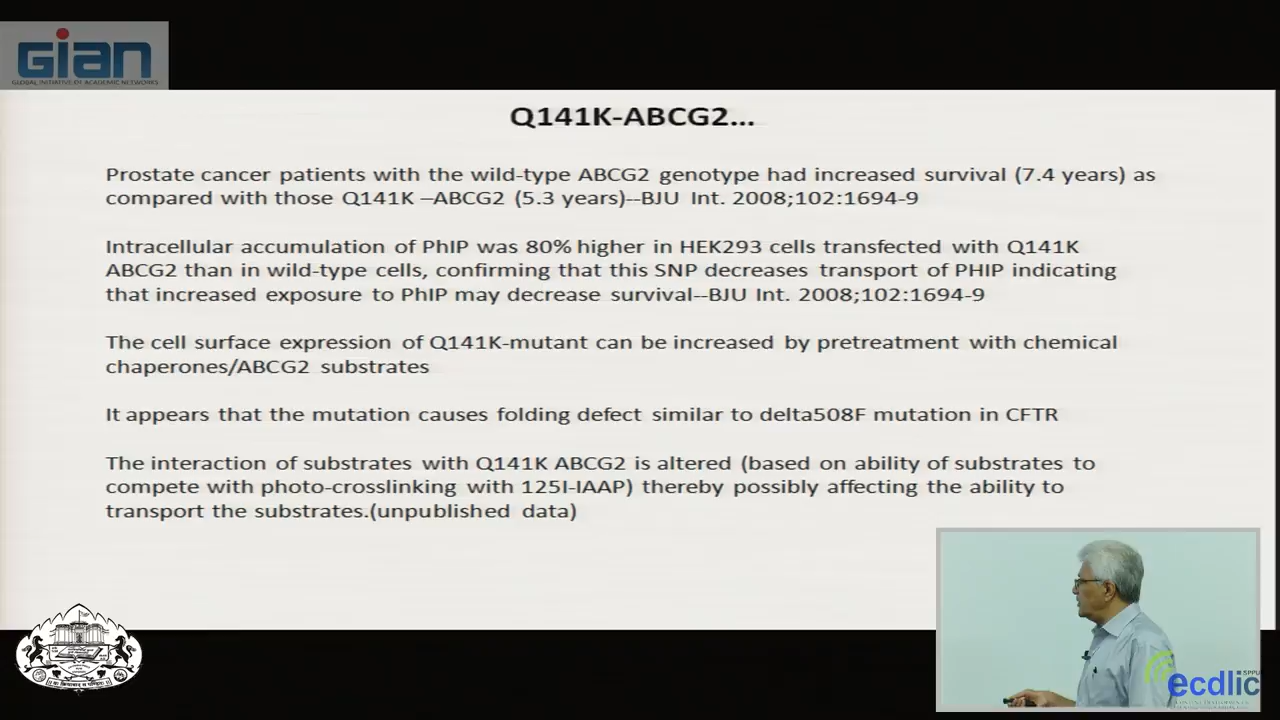 GIAN
GLOBAL INITIATIVE OF ACADEMIC NETWORKS
Q141K-ABCG2...
Prostate cancer patients with the wild-type ABCG2 genotype had increased survival (7.4 years) as
compared with those Q141K –ABCG2 (5.3 years)--BJU Int. 2008;102:1694-9
Intracellular accumulation of PhIP was 80% higher in HEK293 cells transfected with Q141K
ABCG2 than in wild-type cells, confirming that this SNP decreases transport of PHIP indicating
that increased exposure to PhIP may decrease survival--BJU Int. 2008;102:1694-9
The cell surface expression of Q141K-mutant can be increased by pretreatment with chemical
chaperones/ABCG2 substrates
It appears that the mutation causes folding defect similar to delta508F mutation in CFTR
The interaction of substrates with Q141K ABCG2 is altered (based on ability of substrates to
compete with photo-crosslinking with 125I-IAAP) thereby possibly affecting the ability to
transport the substrates.(unpublished data)
SPPU
ecdlic